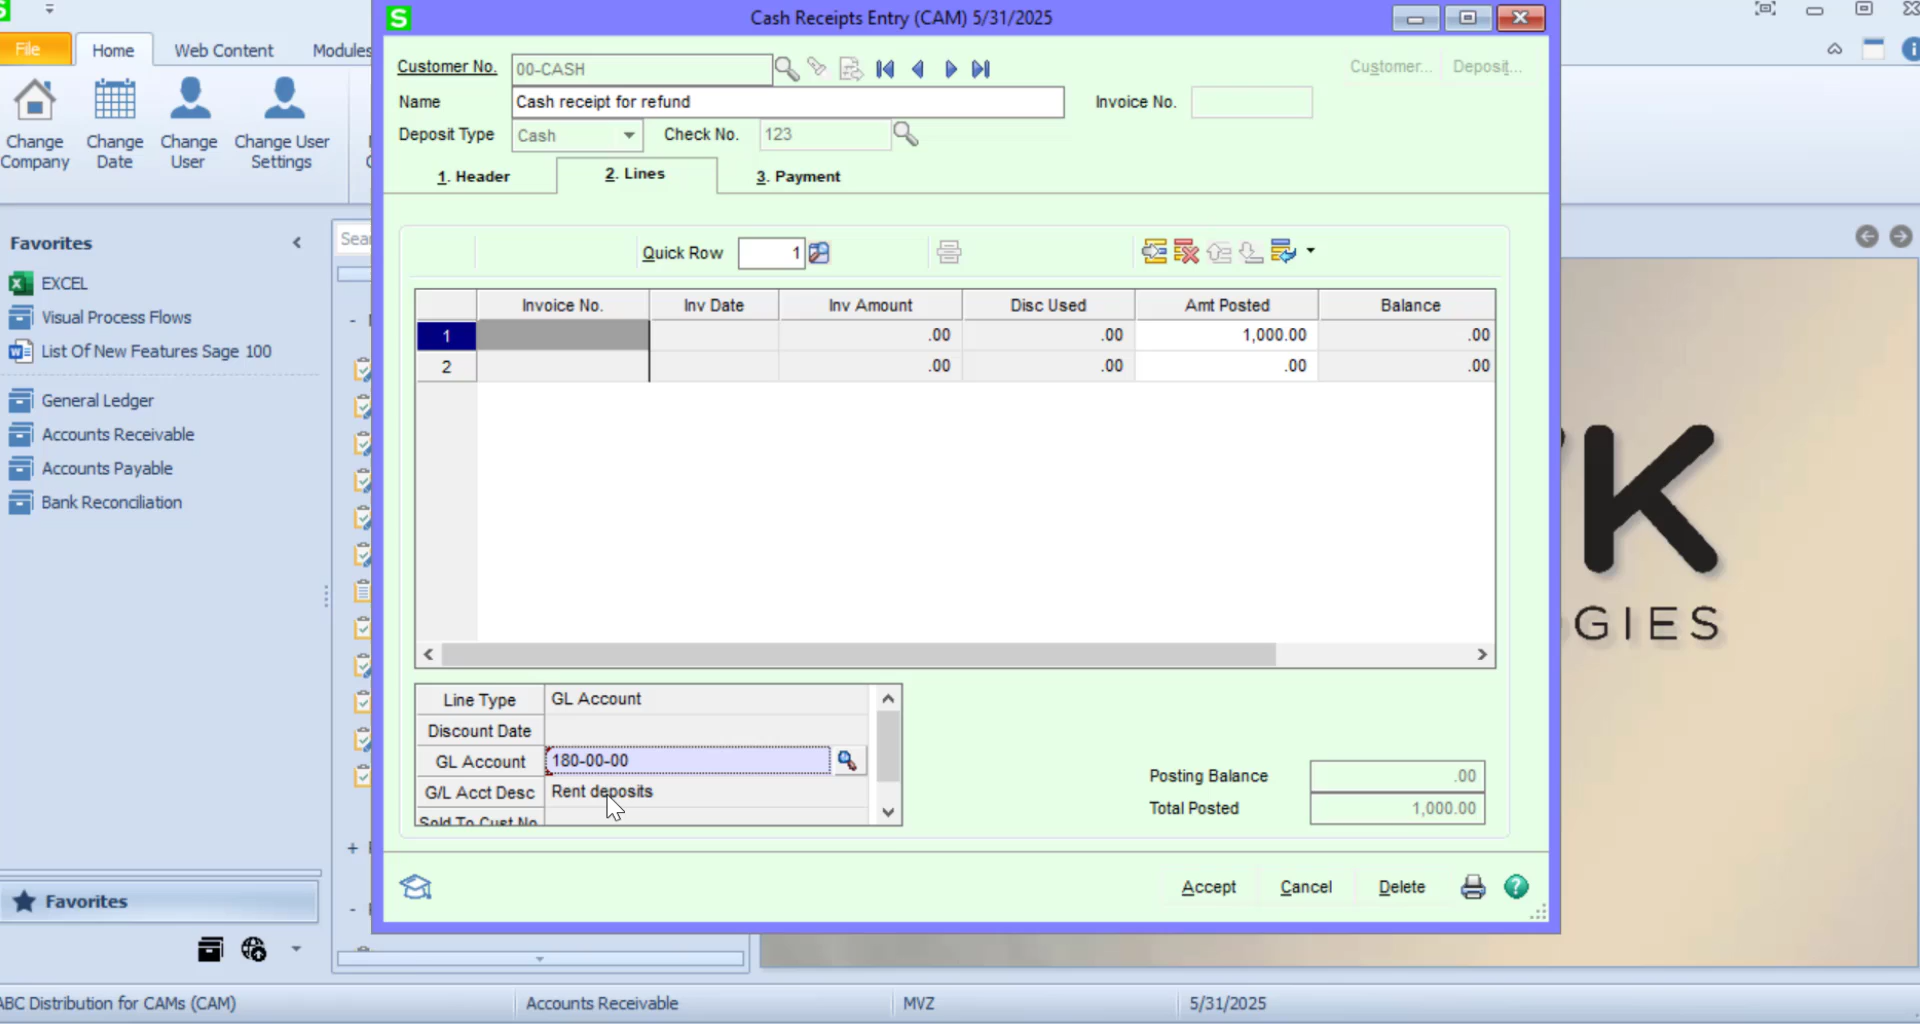 S
Cash Receipts Entry (CAM) 5/31/2025
File
Home
Web Content
Modules
Change Company
Change Date
Change User
Change User Settings
Customer No.
00-CASH
Customer...
Deposit...
Name
Cash receipt for refund
Invoice No.
Deposit Type
Cash
Check No.
123
1. Header
2. Lines
3. Payment
Favorites
EXCEL
Visual Process Flows
List Of New Features Sage 100
General Ledger
Accounts Receivable
Accounts Payable
Bank Reconciliation
Favorites
Quick Row
1
Invoice No. Inv Date Inv Amount Disc Used Amt Posted Balance
1 .00 .00 1,000.00 .00
2 .00 .00 .00 .00
Line Type GL Account
Discount Date
GL Account 180-00-00
G/L Acct Desc Rent deposits
Sold To Cust No
Posting Balance .00
Total Posted 1,000.00
Accept
Cancel
Delete
K
GIES
ABC Distribution for CAMs (CAM)
Accounts Receivable
MVZ
5/31/2025